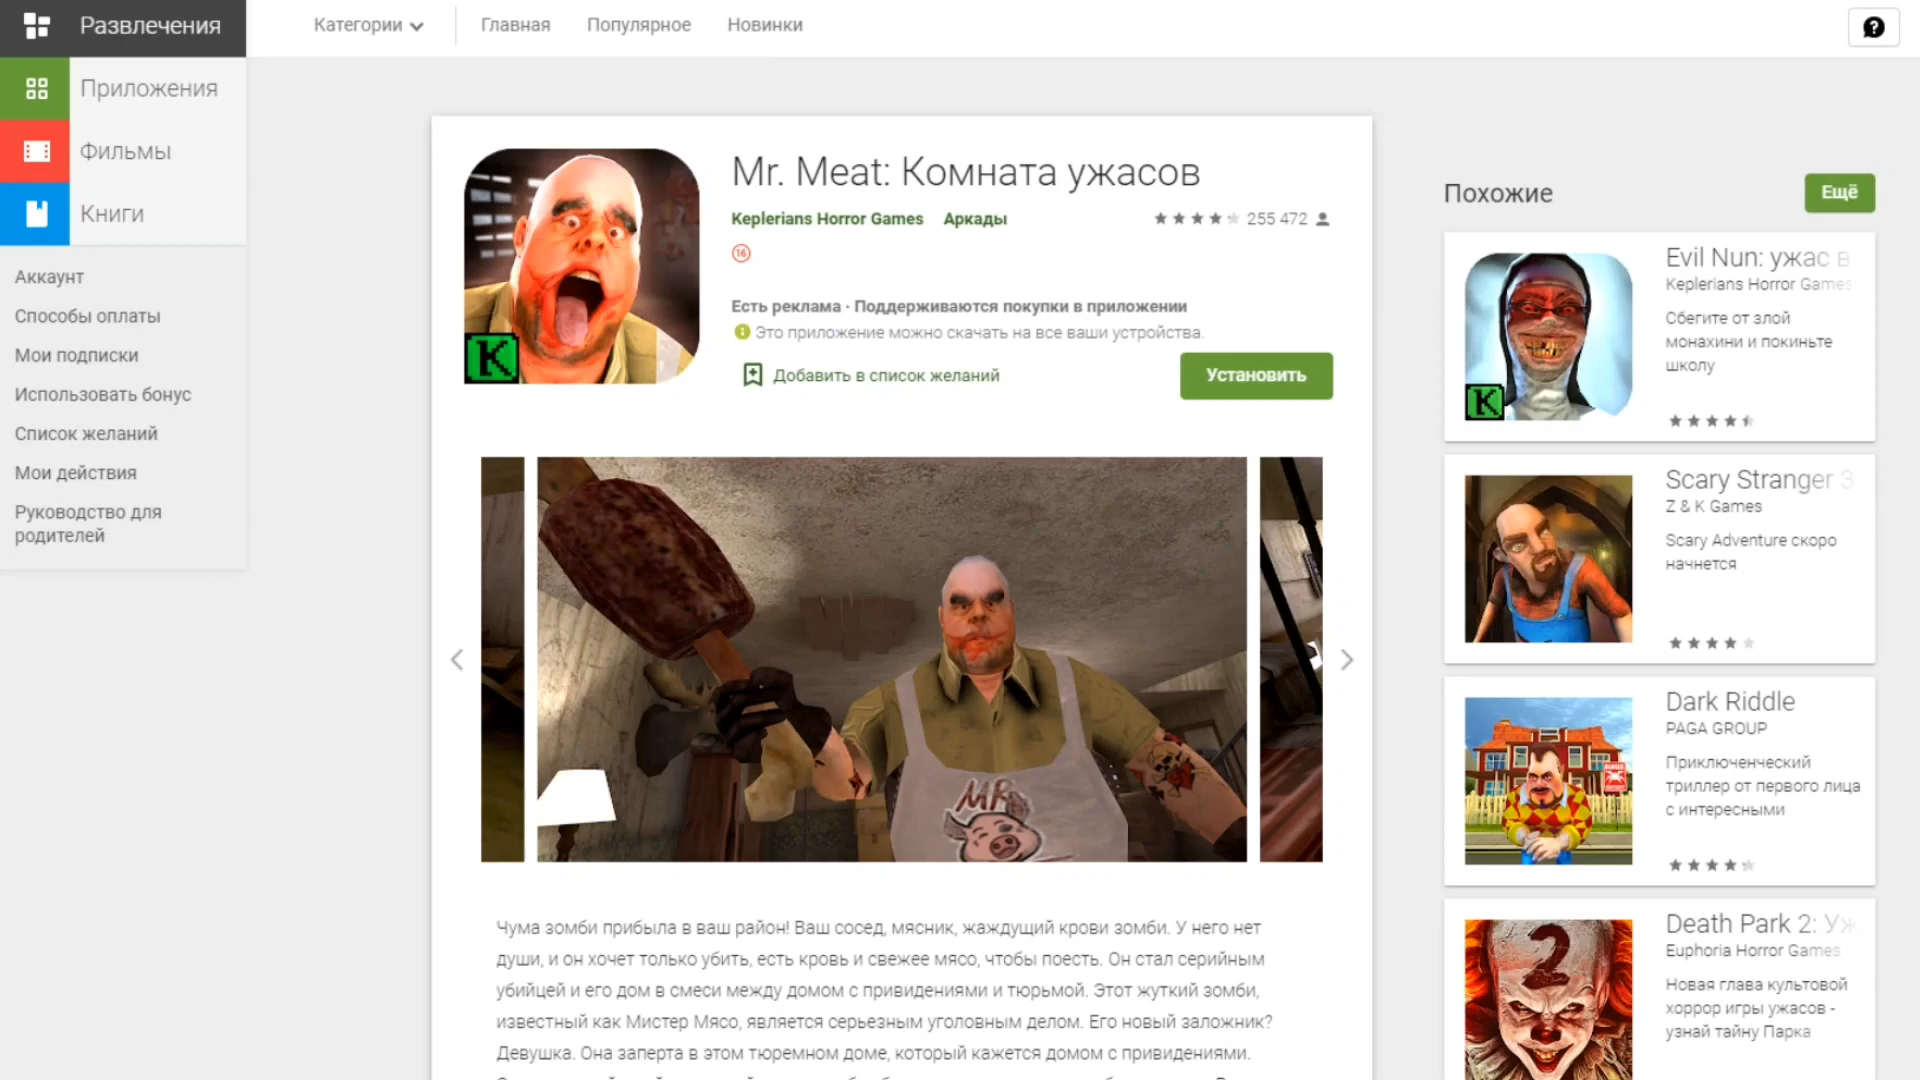 Развлечения
Категории
Главная
Популярное
Новинки
Приложения
Фильмы
Книги
Аккаунт
Способы оплаты
Мои подписки
Использовать бонус
Список желаний
Мои действия
Руководство для
родителей
Mr. Meat: Комната ужасов
Keplerians Horror Games Аркады
255 472
16
Есть реклама · Поддерживаются покупки в приложении
Это приложение можно скачать на все ваши устройства.
Добавить в список желаний
Установить
K
MR
Чума зомби прибыла в ваш район! Ваш сосед, мясник, жаждущий крови зомби. У него нет
души, и он хочет только убить, есть кровь и свежее мясо, чтобы поесть. Он стал серийным
убийцей и его дом в смеси между домом с привидениями и тюрьмой. Этот жуткий зомби,
известный как Мистер Мясо, является серьезным уголовным делом. Его новый заложник?
Девушка. Она заперта в этом тюремном доме, который кажется домом с привидениями.
Похожие
Ещё
Evil Nun: ужас в
Keplerians Horror Games
Сбегите от злой
монахини и покиньте
школу
K
Scary Stranger 3
Z & K Games
Scary Adventure скоро
начнется
Dark Riddle
PAGA GROUP
Приключенческий
триллер от первого лица
с интересными
Death Park 2: Уж
Euphoria Horror Games
Новая глава культовой
хоррор игры ужасов -
узнай тайну Парка
2